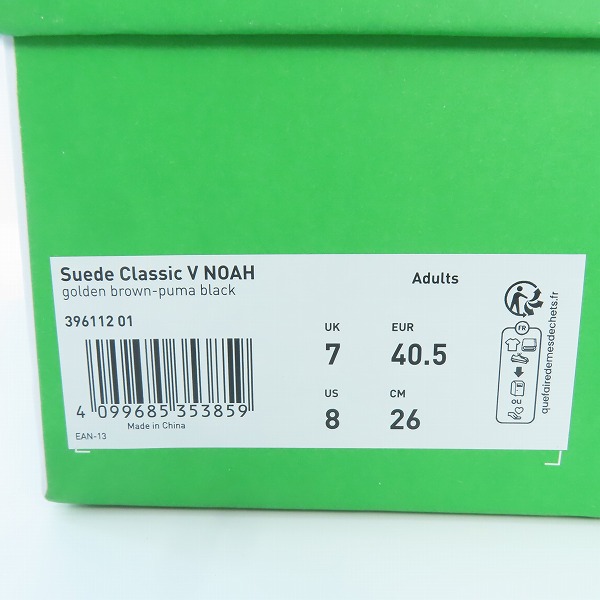 Suede Classic V NOAH
golden brown-puma black
Adults
396112 01
UK EUR
7 40.5
US CM
8 26
4 099685 353859
Made in China
EAN-13
FR
OU
quefairedemesdechets.fr